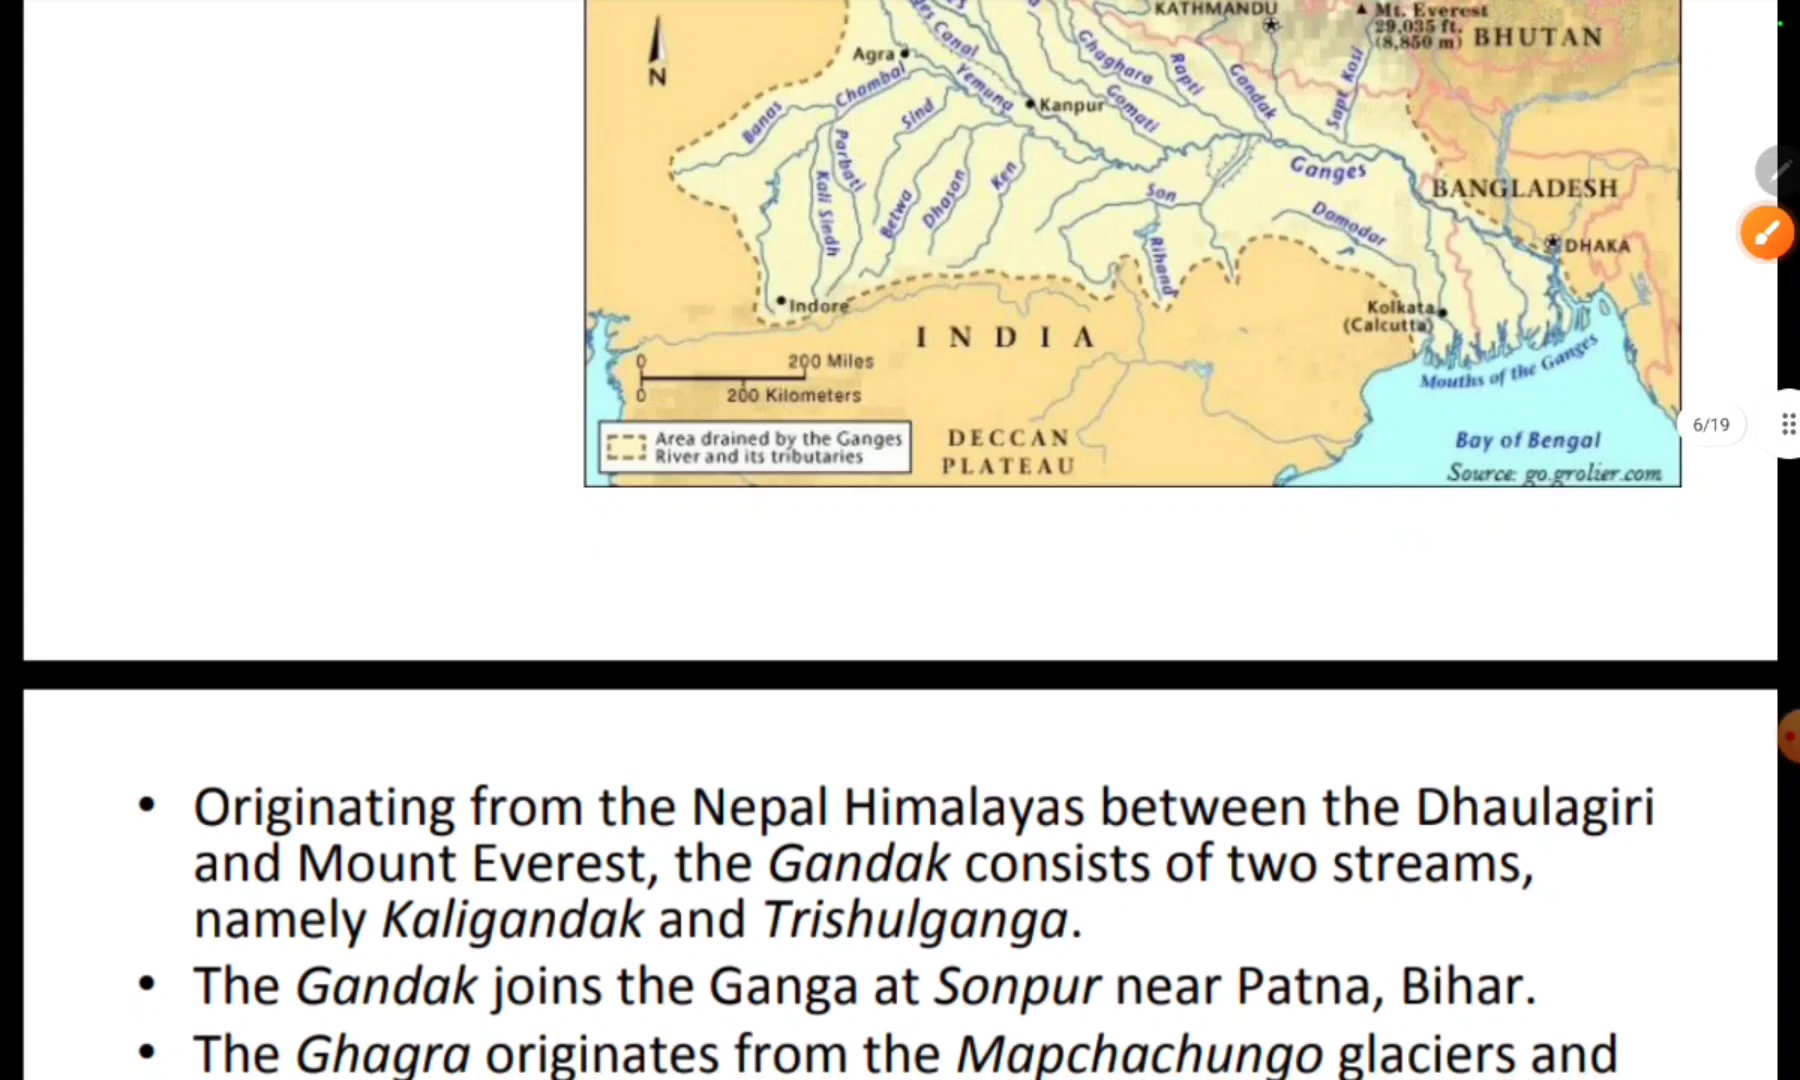 KATHMANDU
Mt. Everest
29,035 ft.
(8,850 m)
BHUTAN
N
Agra
Canal
Chambal
Yemuna
Banas
Sind
Kanpur
Ghaghara
Gomati
Rapti
Gandak
Sapt Kosi
Parbati
Kali Sindh
Betwa
Dhasan
Ken
Son
Rihand
Ganges
Damodar
BANGLADESH
DHAKA
Indore
Kolkata
(Calcutta)
INDIA
Mouths of the Ganges
0 200 Miles
0 200 Kilometers
Area drained by the Ganges
River and its tributaries
DECCAN
PLATEAU
Bay of Bengal
Source: go.grolier.com
6/19
• Originating from the Nepal Himalayas between the Dhaulagiri
and Mount Everest, the Gandak consists of two streams,
namely Kaligandak and Trishulganga.
• The Gandak joins the Ganga at Sonpur near Patna, Bihar.
• The Ghagra originates from the Mapchachungo glaciers and